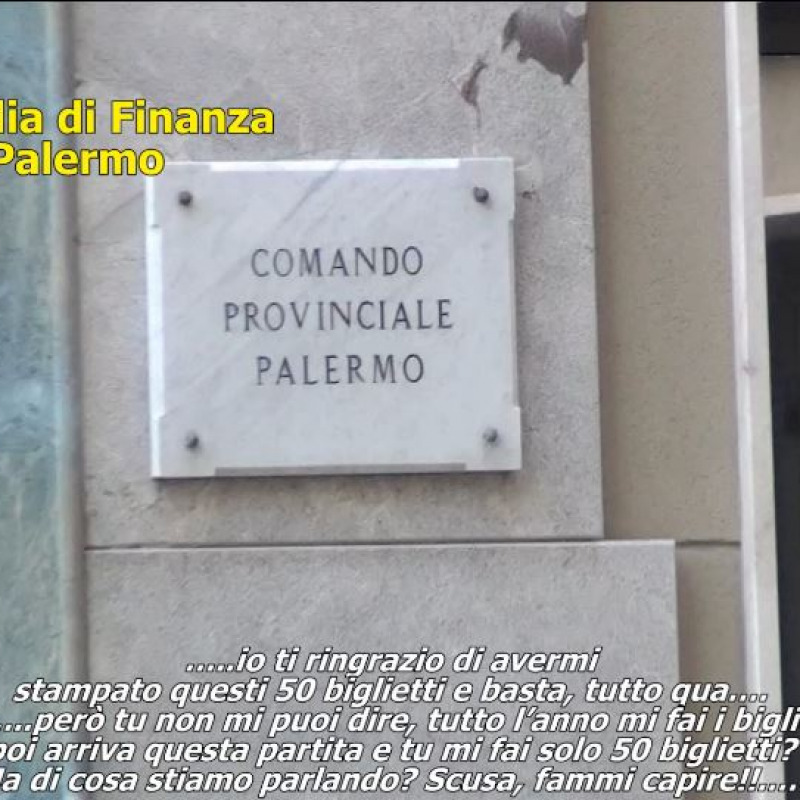 dia di Finanza
Palermo
COMANDO
PROVINCIALE
PALERMO
.....io ti ringrazio di avermi
stampato questi 50 biglietti e basta, tutto qua....
....però tu non mi puoi dire, tutto l'anno mi fai i bigli
poi arriva questa partita e tu mi fai solo 50 biglietti?
di cosa stiamo parlando? Scusa, fammi capire!!....